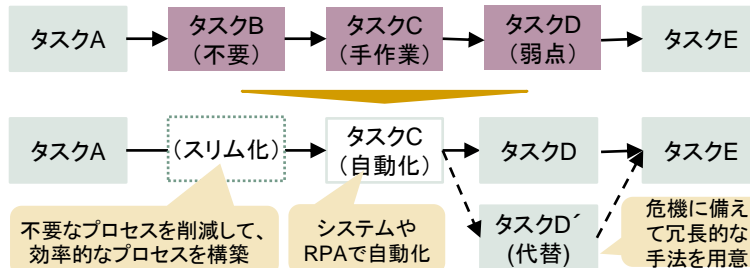 タスクA
タスクB
（不要）
タスクC
（手作業）
タスクD
（弱点）
タスクE
タスクA
（スリム化）
タスクC
（自動化）
タスクD
タスクE
タスクD´
(代替)
不要なプロセスを削減して、
効率的なプロセスを構築
システムや
RPAで自動化
危機に備え
て冗長的な
手法を用意